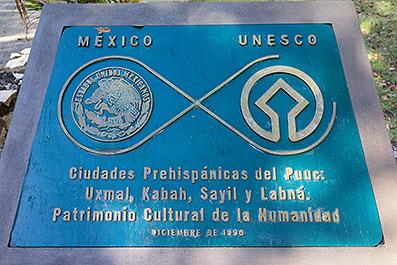 MÉXICO UNESCO
ESTADOS UNIDOS MEXICANOS
Ciudades Prehispánicas del Puuc:
Uxmal, Kabah, Sayil y Labná.
Patrimonio Cultural de la Humanidad
DICIEMBRE DE 1996